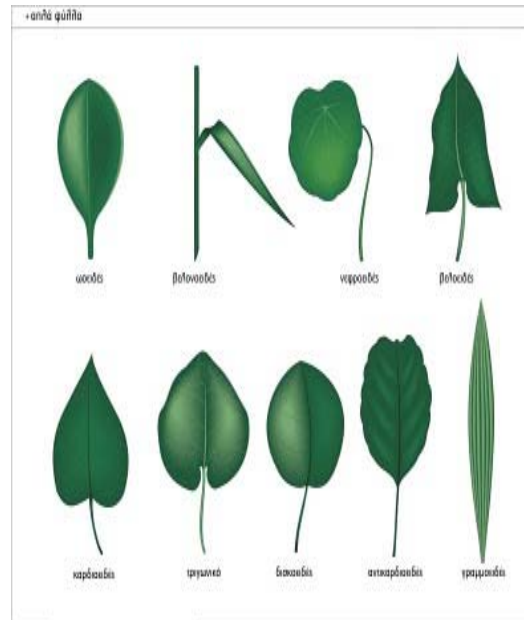 +απλά φύλλα
ωοειδές
βελονοειδές
νεφροειδές
βελοειδές
καρδιοειδές
τριγωνικό
δισκοειδές
αντικαρδιοειδές
γραμμοειδές